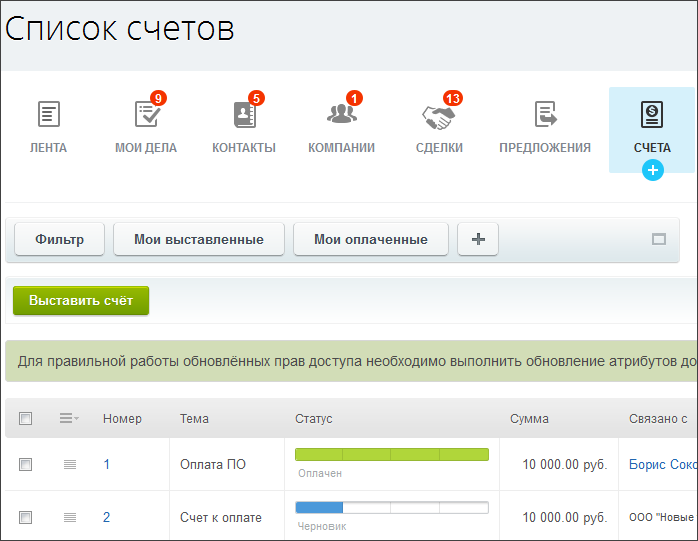 Список счетов
9 5 1 13
ЛЕНТА МОИ ДЕЛА КОНТАКТЫ КОМПАНИИ СДЕЛКИ ПРЕДЛОЖЕНИЯ СЧЕТА
Фильтр Мои выставленные Мои оплаченные
Выставить счёт
Для правильной работы обновлённых прав доступа необходимо выполнить обновление атрибутов до
Номер Тема Статус Сумма Связано с
1 Оплата ПО 10 000.00 руб. Борис Соко
Оплачен
2 Счет к оплате 10 000.00 руб. ООО "Новые
Черновик